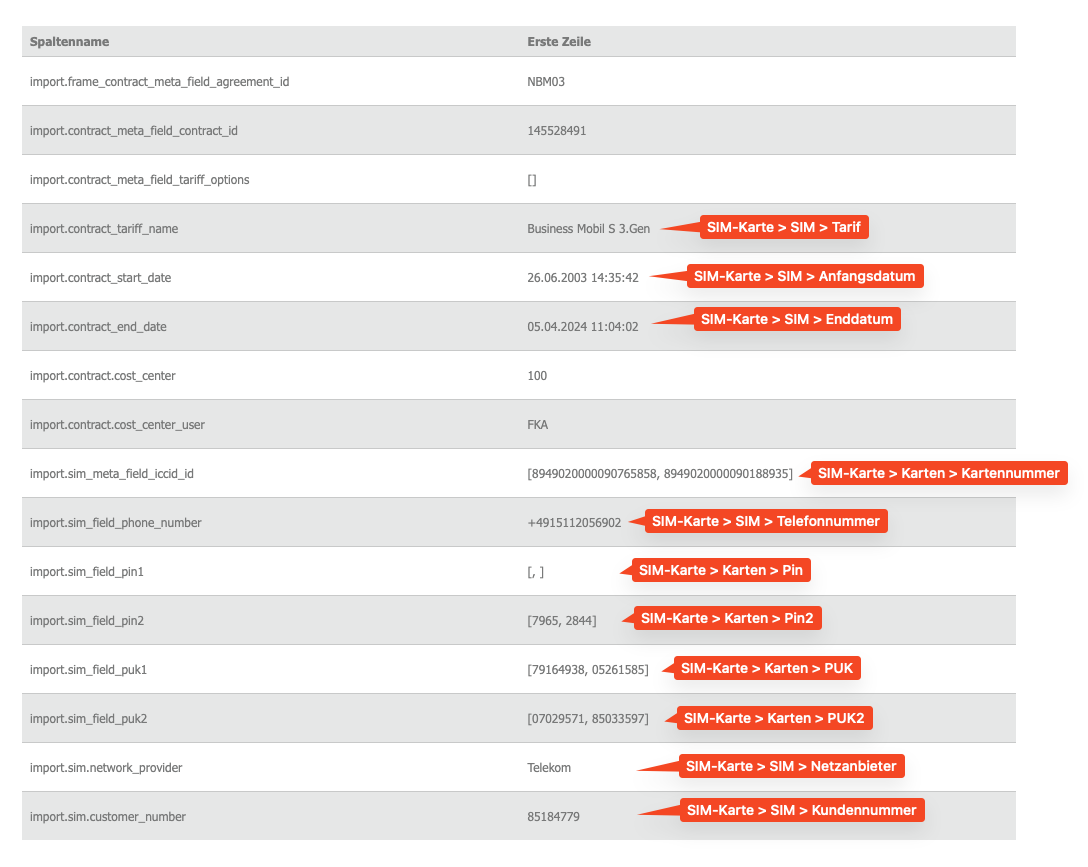 Spaltenname Erste Zeile
import.frame_contract_meta_field_agreement_id NBM03
import.contract_meta_field_contract_id 145528491
import.contract_meta_field_tariff_options []
import.contract_tariff_name Business Mobil S 3.Gen SIM-Karte > SIM > Tarif
import.contract_start_date 26.06.2003 14:35:42 SIM-Karte > SIM > Anfangsdatum
import.contract_end_date 05.04.2024 11:04:02 SIM-Karte > SIM > Enddatum
import.contract.cost_center 100
import.contract.cost_center_user FKA
import.sim_meta_field_iccid_id [8949020000090765858, 8949020000090188935] SIM-Karte > Karten > Kartennummer
import.sim_field_phone_number +4915112056902 SIM-Karte > SIM > Telefonnummer
import.sim_field_pin1 [, ] SIM-Karte > Karten > Pin
import.sim_field_pin2 [7965, 2844] SIM-Karte > Karten > Pin2
import.sim_field_puk1 [79164938, 05261585] SIM-Karte > Karten > PUK
import.sim_field_puk2 [07029571, 85033597] SIM-Karte > Karten > PUK2
import.sim.network_provider Telekom SIM-Karte > SIM > Netzanbieter
import.sim.customer_number 85184779 SIM-Karte > SIM > Kundennummer